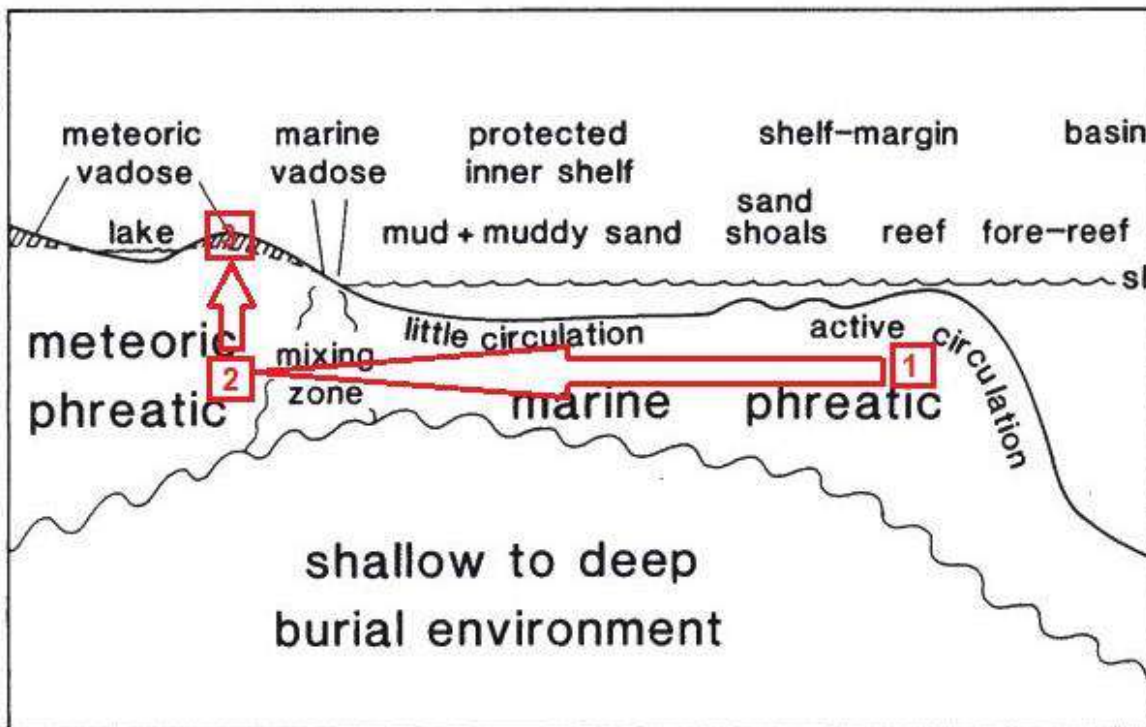 meteoric
vadose
marine
vadose
protected
inner shelf
shelf-margin
basin
lake
mud + muddy sand
sand
shoals
reef
fore-reef
sl
meteoric
phreatic
2
mixing
zone
little circulation
active
circulation
1
marine phreatic
shallow to deep
burial environment